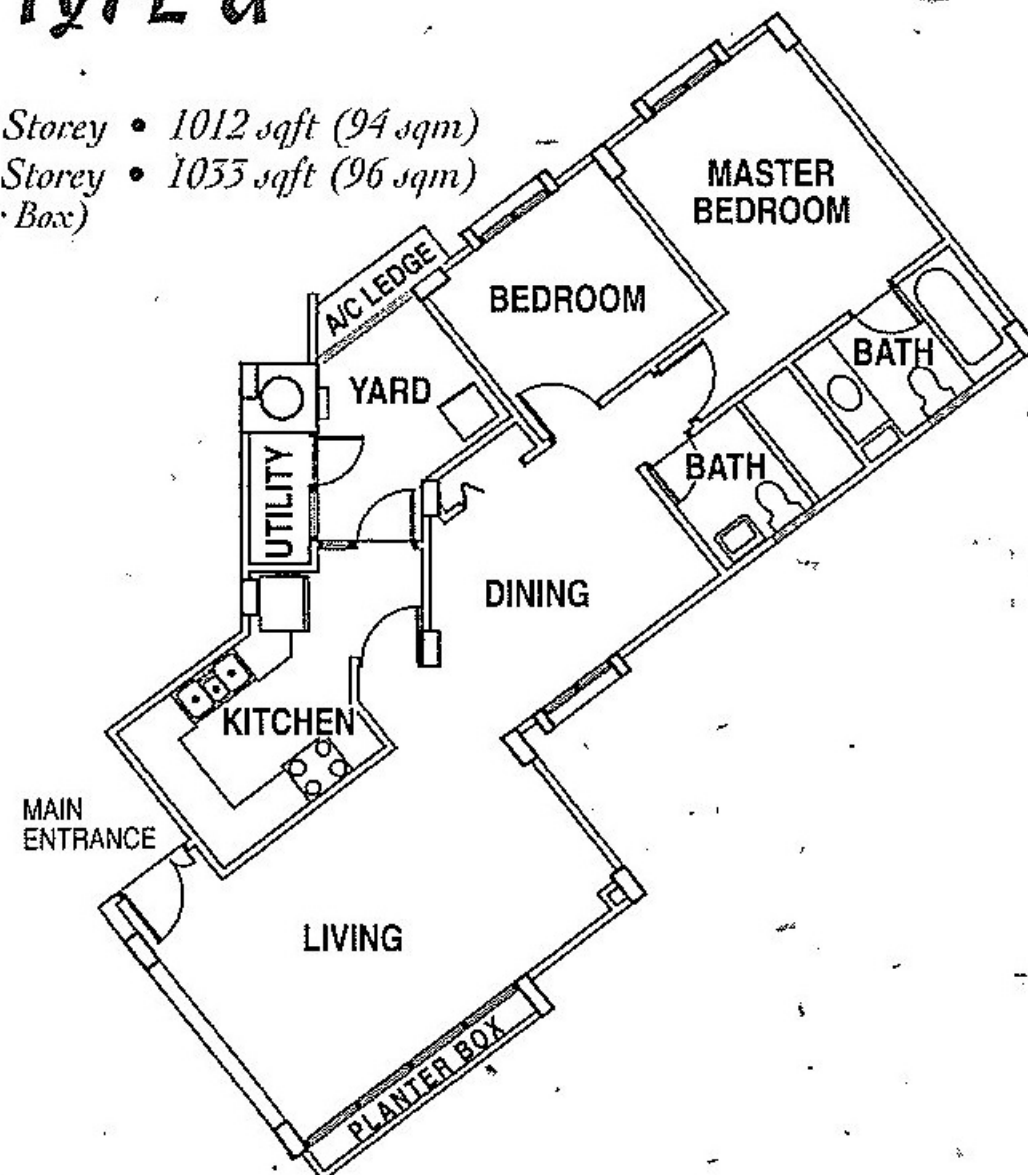 TYPE a
Storey • 1012 sqft (94 sqm)
Storey • 1033 sqft (96 sqm)
Box)
MASTER
BEDROOM
A/C LEDGE
BEDROOM
YARD
BATH
UTILITY
BATH
DINING
KITCHEN
MAIN
ENTRANCE
LIVING
PLANTER BOX